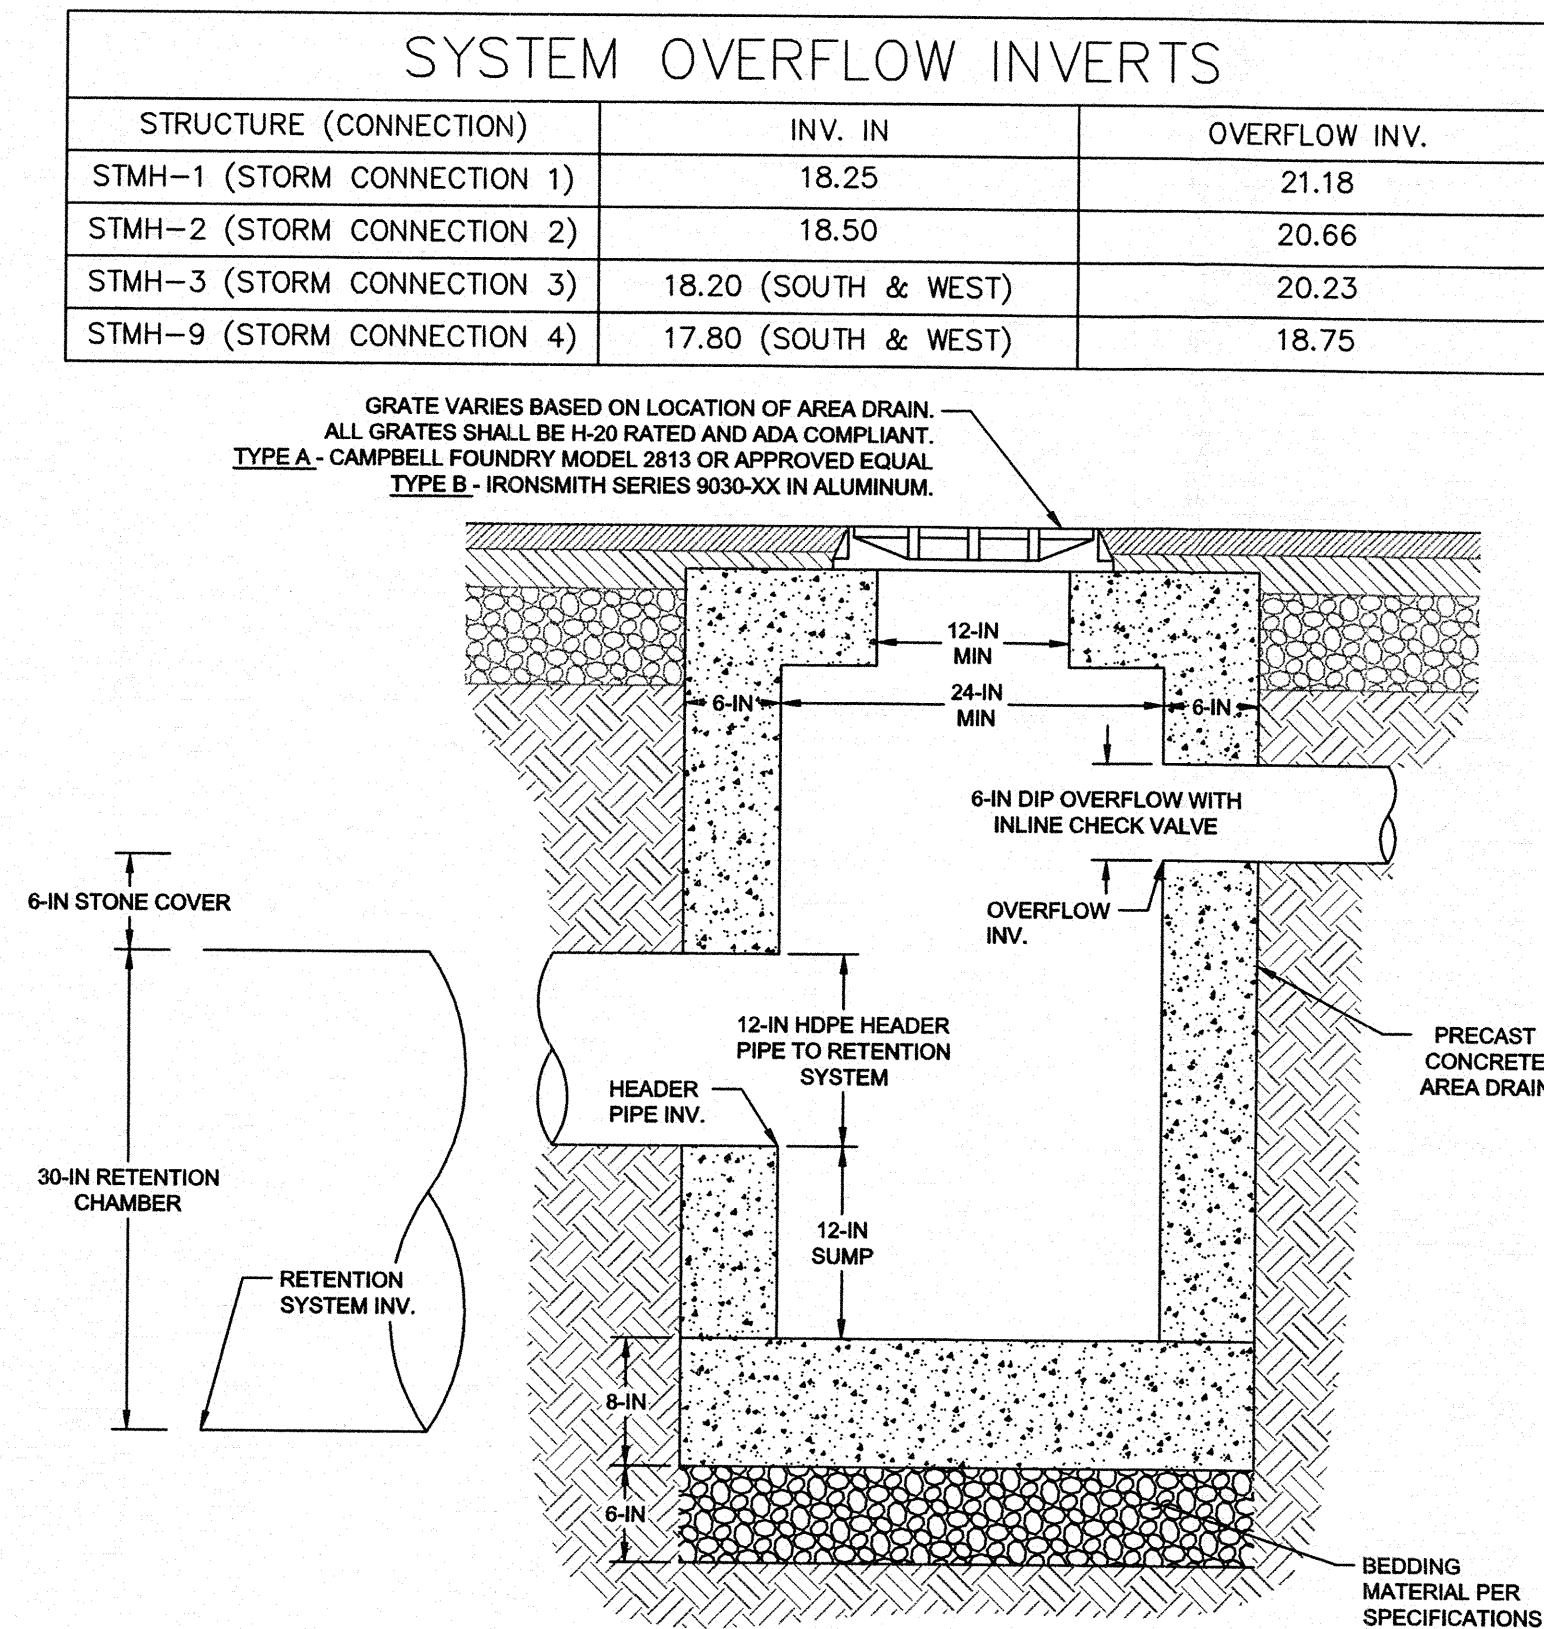 SYSTEM OVERFLOW INVERTS
STRUCTURE (CONNECTION) INV. IN OVERFLOW INV.
STMH-1 (STORM CONNECTION 1) 18.25 21.18
STMH-2 (STORM CONNECTION 2) 18.50 20.66
STMH-3 (STORM CONNECTION 3) 18.20 (SOUTH & WEST) 20.23
STMH-9 (STORM CONNECTION 4) 17.80 (SOUTH & WEST) 18.75
GRATE VARIES BASED ON LOCATION OF AREA DRAIN.
ALL GRATES SHALL BE H-20 RATED AND ADA COMPLIANT.
TYPE A - CAMPBELL FOUNDRY MODEL 2813 OR APPROVED EQUAL
TYPE B - IRONSMITH SERIES 9030-XX IN ALUMINUM.
12-IN
MIN
6-IN
24-IN
MIN
6-IN
6-IN DIP OVERFLOW WITH
INLINE CHECK VALVE
6-IN STONE COVER
OVERFLOW
INV.
12-IN HDPE HEADER
PIPE TO RETENTION
SYSTEM
PRECAST
CONCRETE
AREA DRAIN
HEADER
PIPE INV.
30-IN RETENTION
CHAMBER
12-IN
SUMP
RETENTION
SYSTEM INV.
8-IN
6-IN
BEDDING
MATERIAL PER
SPECIFICATIONS